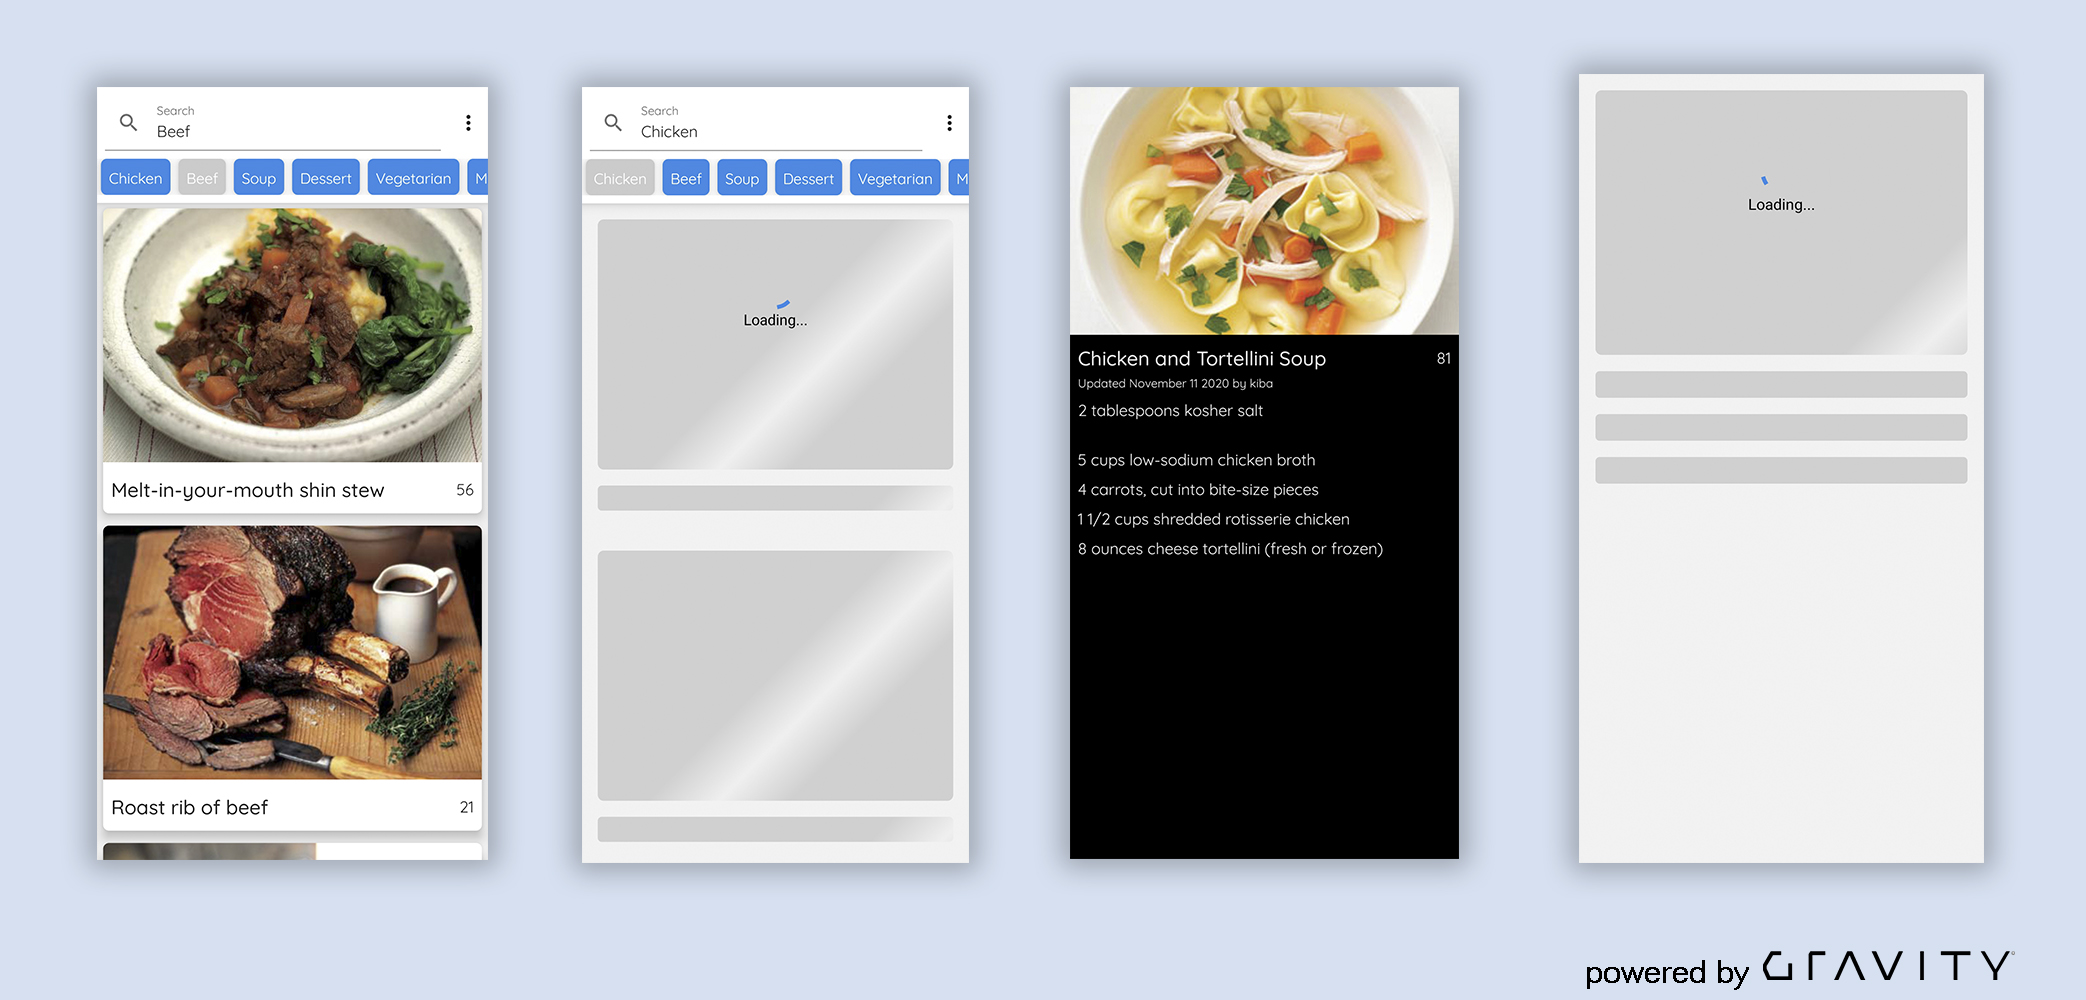 Search
Beef
Chicken Beef Soup Dessert Vegetarian M
Melt-in-your-mouth shin stew 56
Roast rib of beef 21
Search
Chicken
Chicken Beef Soup Dessert Vegetarian M
Loading...
Chicken and Tortellini Soup 81
Updated November 11 2020 by kiba
2 tablespoons kosher salt
5 cups low-sodium chicken broth
4 carrots, cut into bite-size pieces
1 1/2 cups shredded rotisserie chicken
8 ounces cheese tortellini (fresh or frozen)
Loading...
powered by GRAVITY